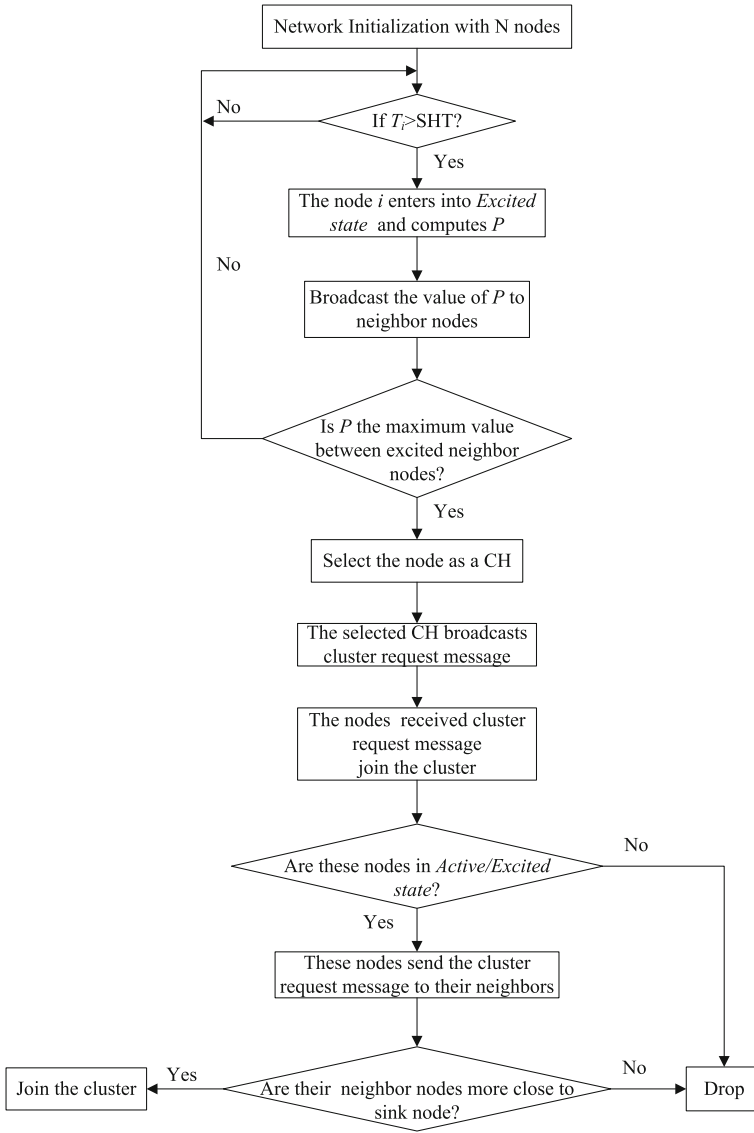 Network Initialization with N nodes
No
If Ti>SHT?
Yes
The node i enters into Excited
state and computes P
No
Broadcast the value of P to
neighbor nodes
Is P the maximum value
between excited neighbor
nodes?
Yes
Select the node as a CH
The selected CH broadcasts
cluster request message
The nodes received cluster
request message
join the cluster
Are these nodes in Active/Excited
state?
No
Yes
These nodes send the cluster
request message to their neighbors
Join the cluster
Yes
Are their neighbor nodes more close to
sink node?
No
Drop